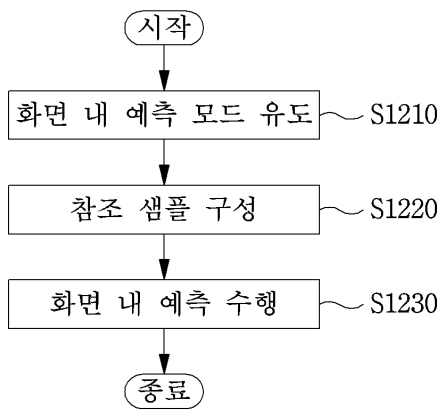 시작
화면 내 예측 모드 유도 S1210
참조 샘플 구성 S1220
화면 내 예측 수행 S1230
종료